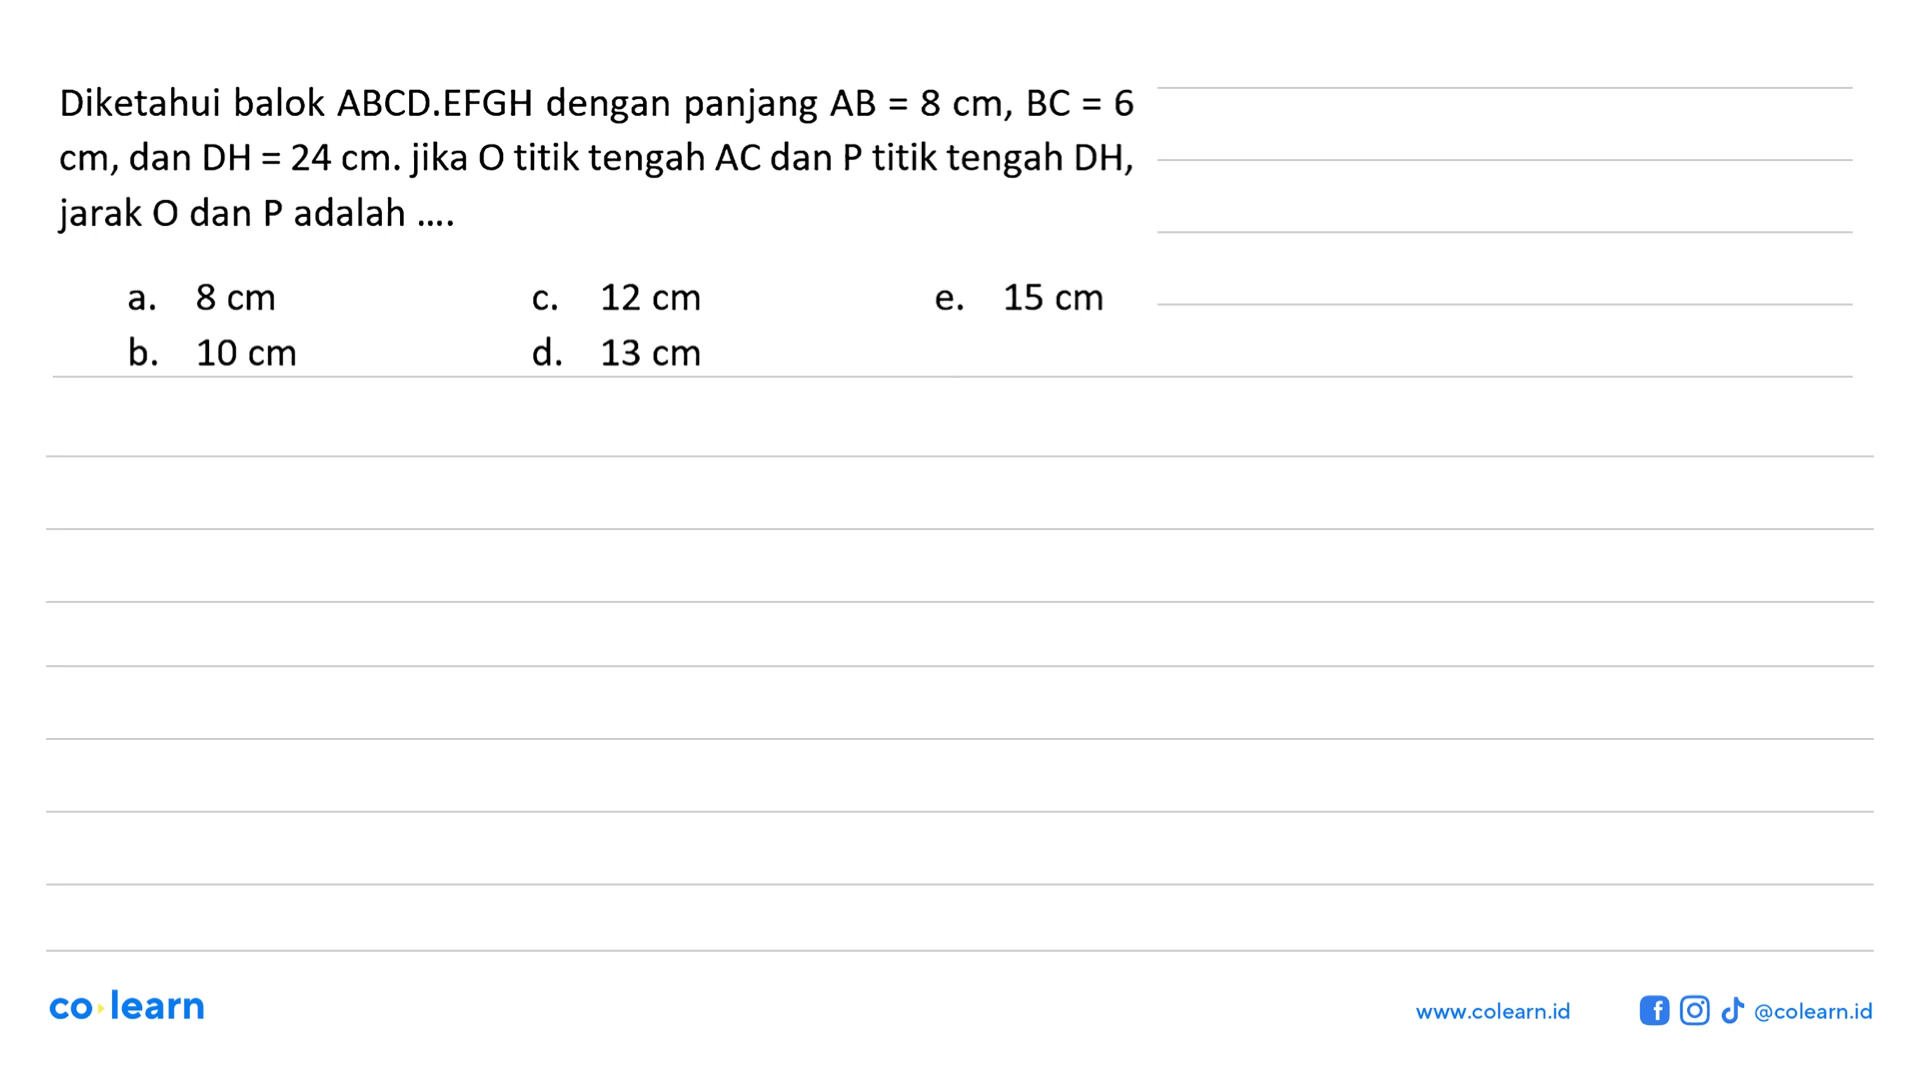 Diketahui balok ABCD.EFGH dengan panjang AB = 8 cm, BC = 6
cm, dan DH = 24 cm. jika O titik tengah AC dan P titik tengah DH,
jarak O dan P adalah ....
a. 8 cm c. 12 cm e. 15 cm
b. 10 cm d. 13 cm
co learn
www.colearn.id @colearn.id